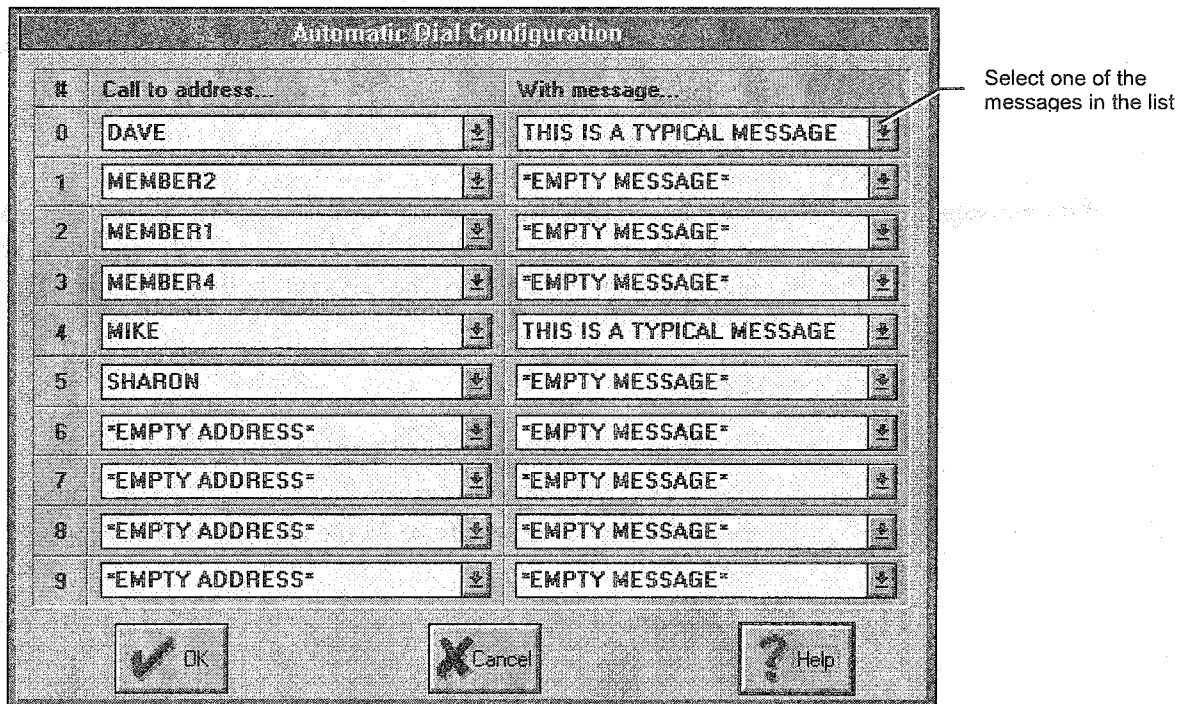 Automatic Dial Configuration
# Call to address... With message...
Select one of the
messages in the list
0 DAVE THIS IS A TYPICAL MESSAGE
1 MEMBER2 *EMPTY MESSAGE*
2 MEMBER1 *EMPTY MESSAGE*
3 MEMBER4 *EMPTY MESSAGE*
4 MIKE THIS IS A TYPICAL MESSAGE
5 SHARON *EMPTY MESSAGE*
6 *EMPTY ADDRESS* *EMPTY MESSAGE*
7 *EMPTY ADDRESS* *EMPTY MESSAGE*
8 *EMPTY ADDRESS* *EMPTY MESSAGE*
9 *EMPTY ADDRESS* *EMPTY MESSAGE*
OK Cancel ? Help